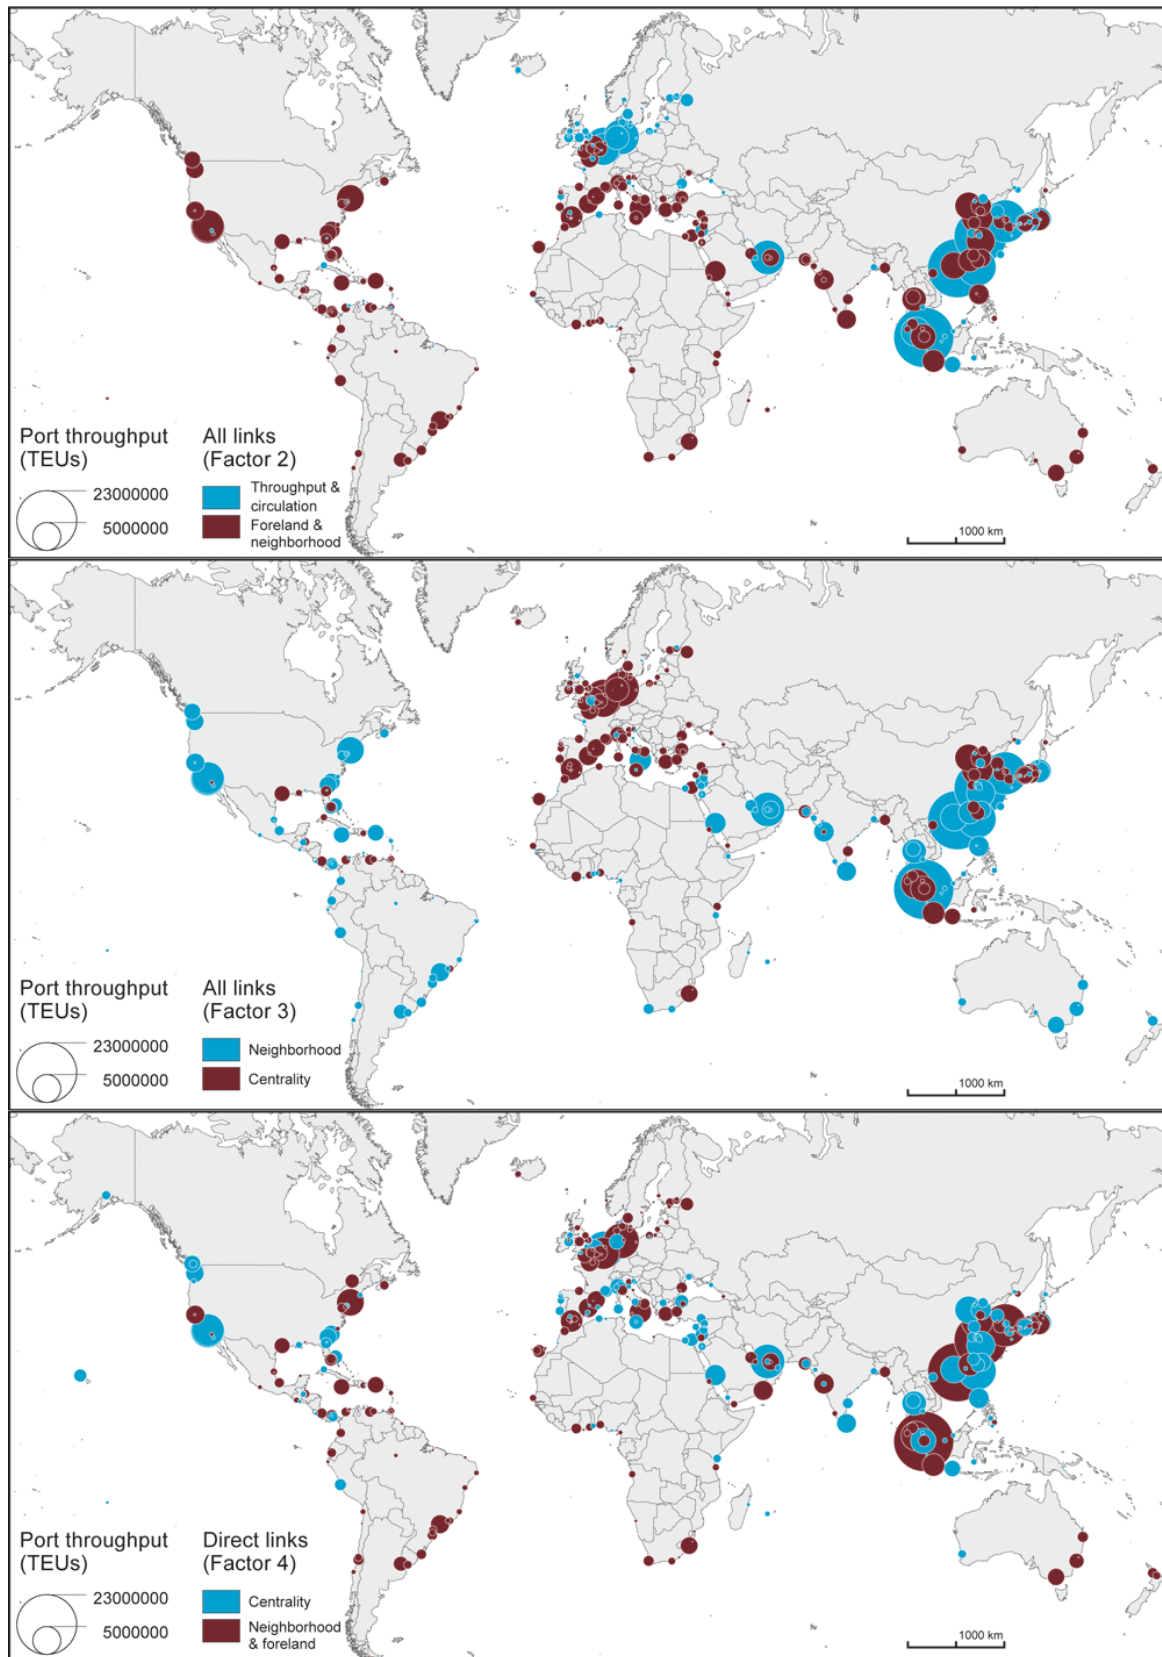 Port throughput
(TEUs)
23000000
5000000
All links
(Factor 2)
Throughput &
circulation
Foreland &
neighborhood
1000 km
Port throughput
(TEUs)
23000000
5000000
All links
(Factor 3)
Neighborhood
Centrality
1000 km
Port throughput
(TEUs)
23000000
5000000
Direct links
(Factor 4)
Centrality
Neighborhood
& foreland
1000 km